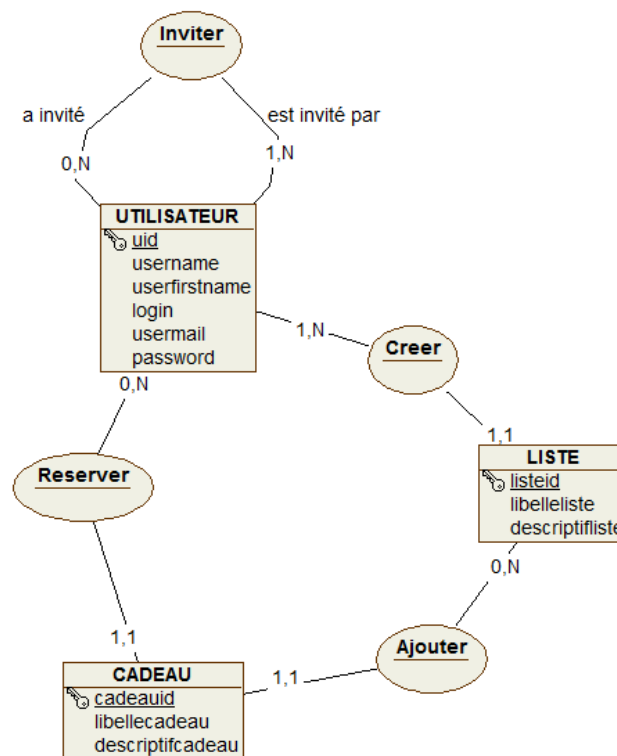 Inviter
a invité
est invité par
0,N
1,N
UTILISATEUR
uid
username
userfirstname
login
usermail
password
1,N
Creer
0,N
1,1
LISTE
listeid
libelleliste
descriptifliste
Reserver
0,N
Ajouter
1,1
1,1
CADEAU
cadeauid
libellecadeau
descriptifcadeau